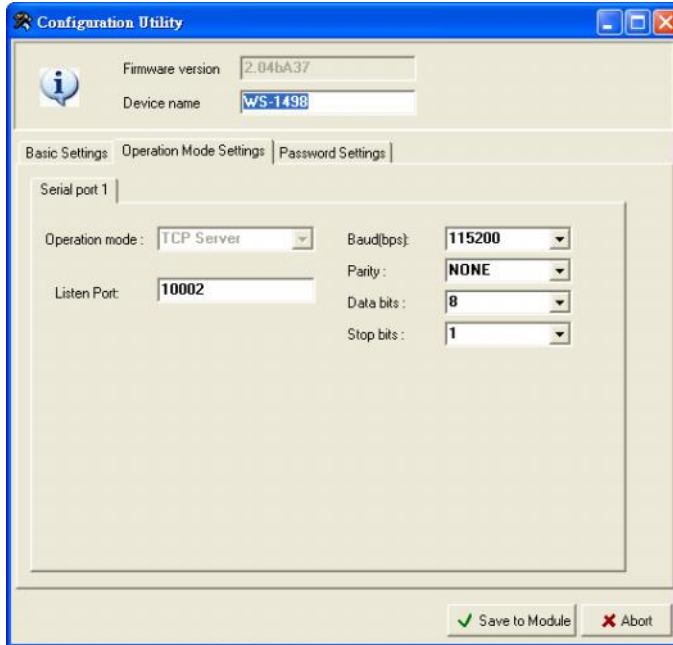 Configuration Utility
Firmware version 2.04bA37
Device name WS-1498
Basic Settings Operation Mode Settings Password Settings
Serial port 1
Operation mode : TCP Server Baud(bps): 115200
Parity : NONE
Listen Port: 10002
Data bits : 8
Stop bits : 1
Save to Module Abort